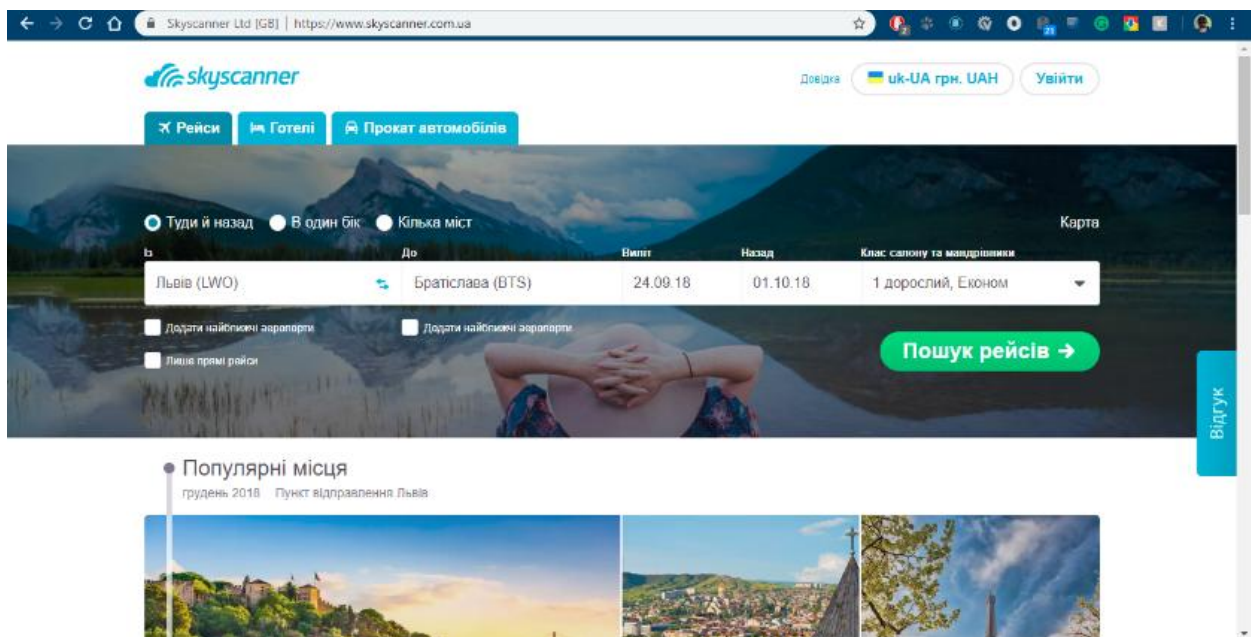 Skyscanner Ltd [GB] | https://www.skyscanner.com.ua
2
21
skyscanner
Довідка uk-UA грн. UAH Увійти
Рейси Готелі Прокат автомобілів
Туди й назад В один бік Кілька міст Карта
Із До Виліт Назад Клас салону та мандрівники
Львів (LWO) Братіслава (BTS) 24.09.18 01.10.18 1 дорослий, Економ
Додати найближчі аеропорти Додати найближчі аеропорти
Лише прямі рейси
Пошук рейсів →
Відгук
Популярні місця
грудень 2018 Пункт відправлення Львів